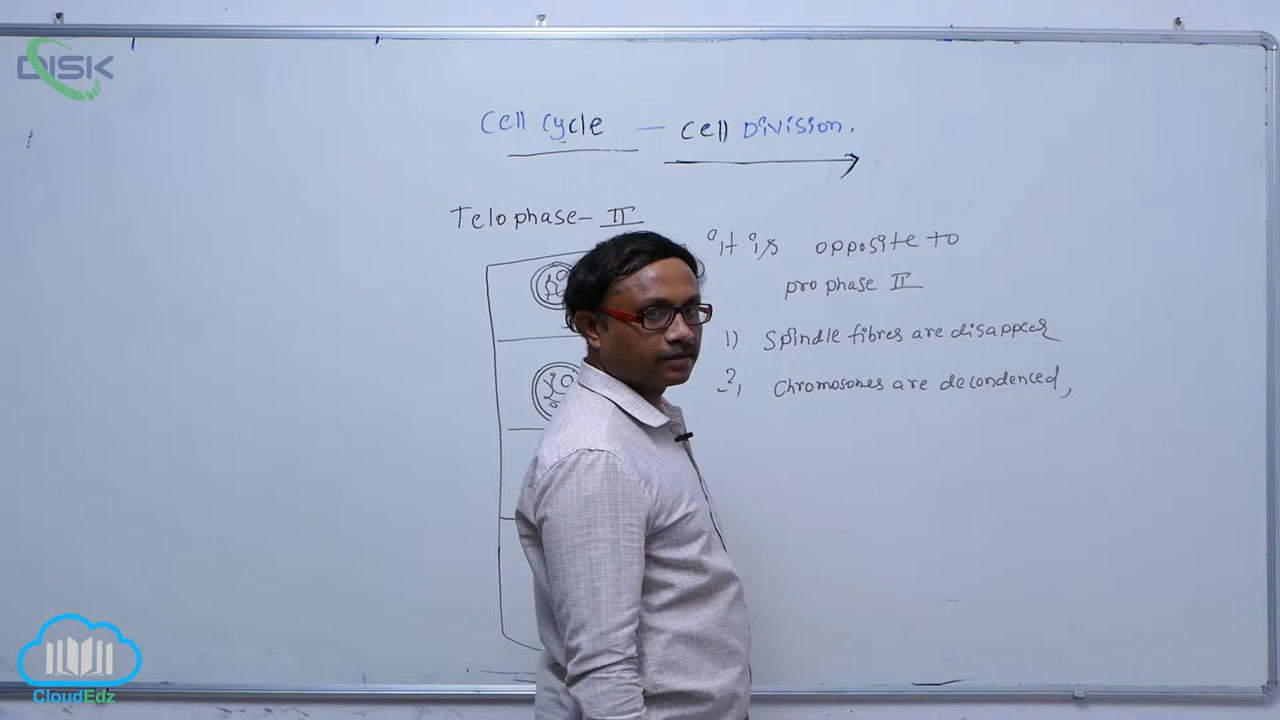 DISK
Cell Cycle — Cell Division.
Telophase- II
it is opposite to
prophase II
1) Spindle fibres are disappear
2, Chromosones are decondenced,
CloudEdz